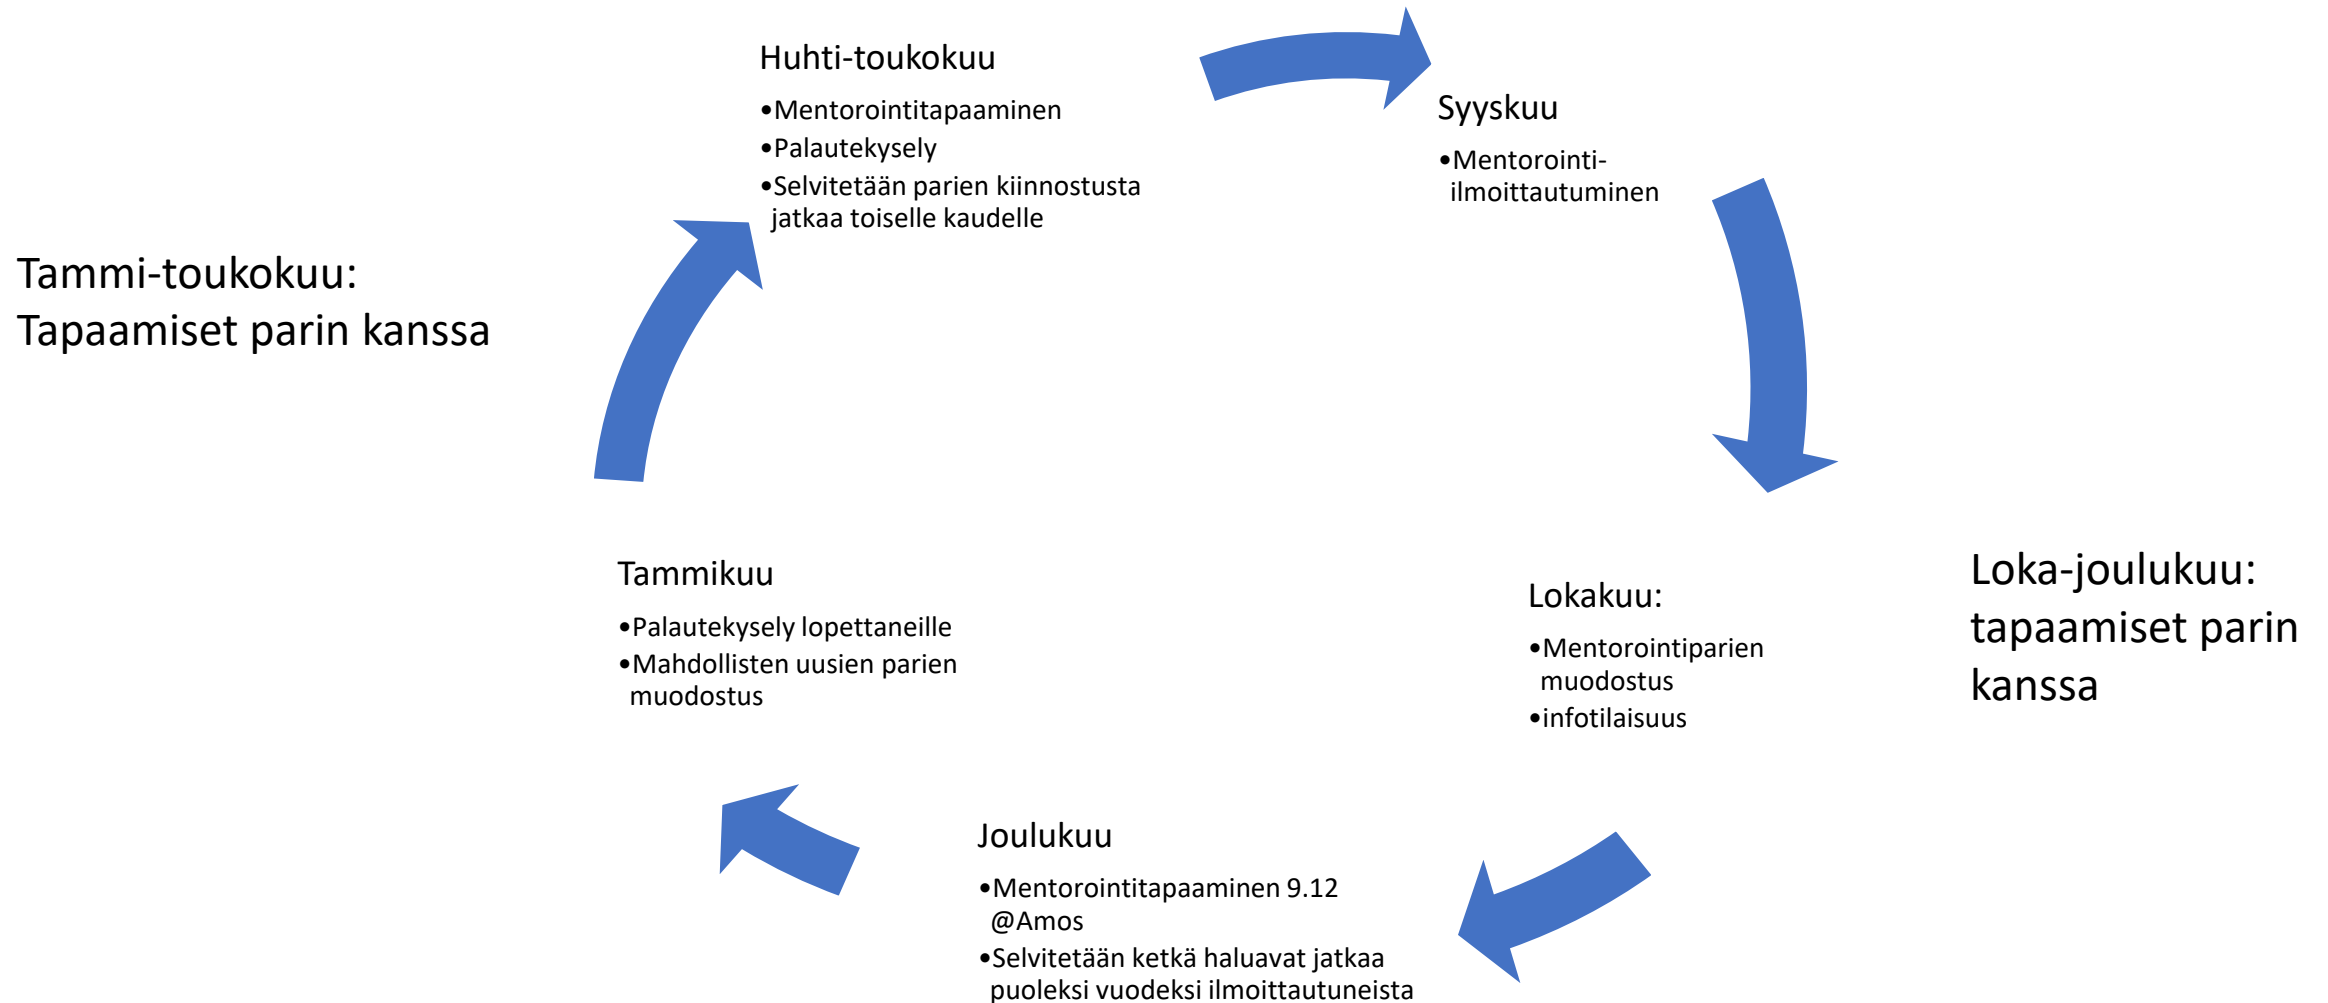 Huhti-toukokuu
•Mentorointitapaaminen
•Palautekysely
•Selvitetään parien kiinnostusta
jatkaa toiselle kaudelle
Syyskuu
•Mentorointi-
ilmoittautuminen
Tammi-toukokuu:
Tapaamiset parin kanssa
Tammikuu
•Palautekysely lopettaneille
•Mahdollisten uusien parien
muodostus
Lokakuu:
•Mentorointiparien
muodostus
•infotilaisuus
Loka-joulukuu:
tapaamiset parin
kanssa
Joulukuu
•Mentorointitapaaminen 9.12
@Amos
•Selvitetään ketkä haluavat jatkaa
puoleksi vuodeksi ilmoittautuneista